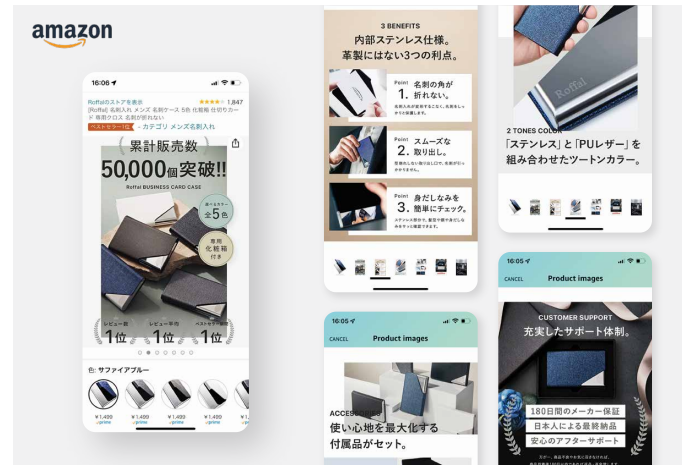 amazon
16:06
Roffalのストアを表示
1,847
[Roffal] 名刺入れ メンズ 名刺ケース 5色 化粧箱 仕切りカー
ド 専用クロス 名刺が折れない
ベストセラー1位 - カテゴリ メンズ名刺入れ
累計販売数
50,000個突破!!
Roffal BUSINESS CARD CASE
選べるカラー
全5色
専用
化粧箱
付き
レビュー数
1位
レビュー平均
1位
1位
色: サファイアブルー
¥1,499
prime
¥1,499
prime
¥1,499
prime
¥1,499
prime
3 BENEFITS
内部ステンレス仕様。
革製にはない3つの利点。
Point
1. 名刺の角が
折れない。
Point
2. スムーズな
取り出し。
Point
3. 身だしなみを
簡単にチェック。
16:05
CANCEL
Product images
ACCESSORIES
使い心地を最大化する
付属品がセット。
Roffal
2 TONES COLOR
「ステンレス」と「PUレザー」を
組み合わせたツートンカラー。
16:05
CANCEL
Product images
CUSTOMER SUPPORT
充実したサポート体制。
180日間のメーカー保証
日本人による最終納品
安心のアフターサポート